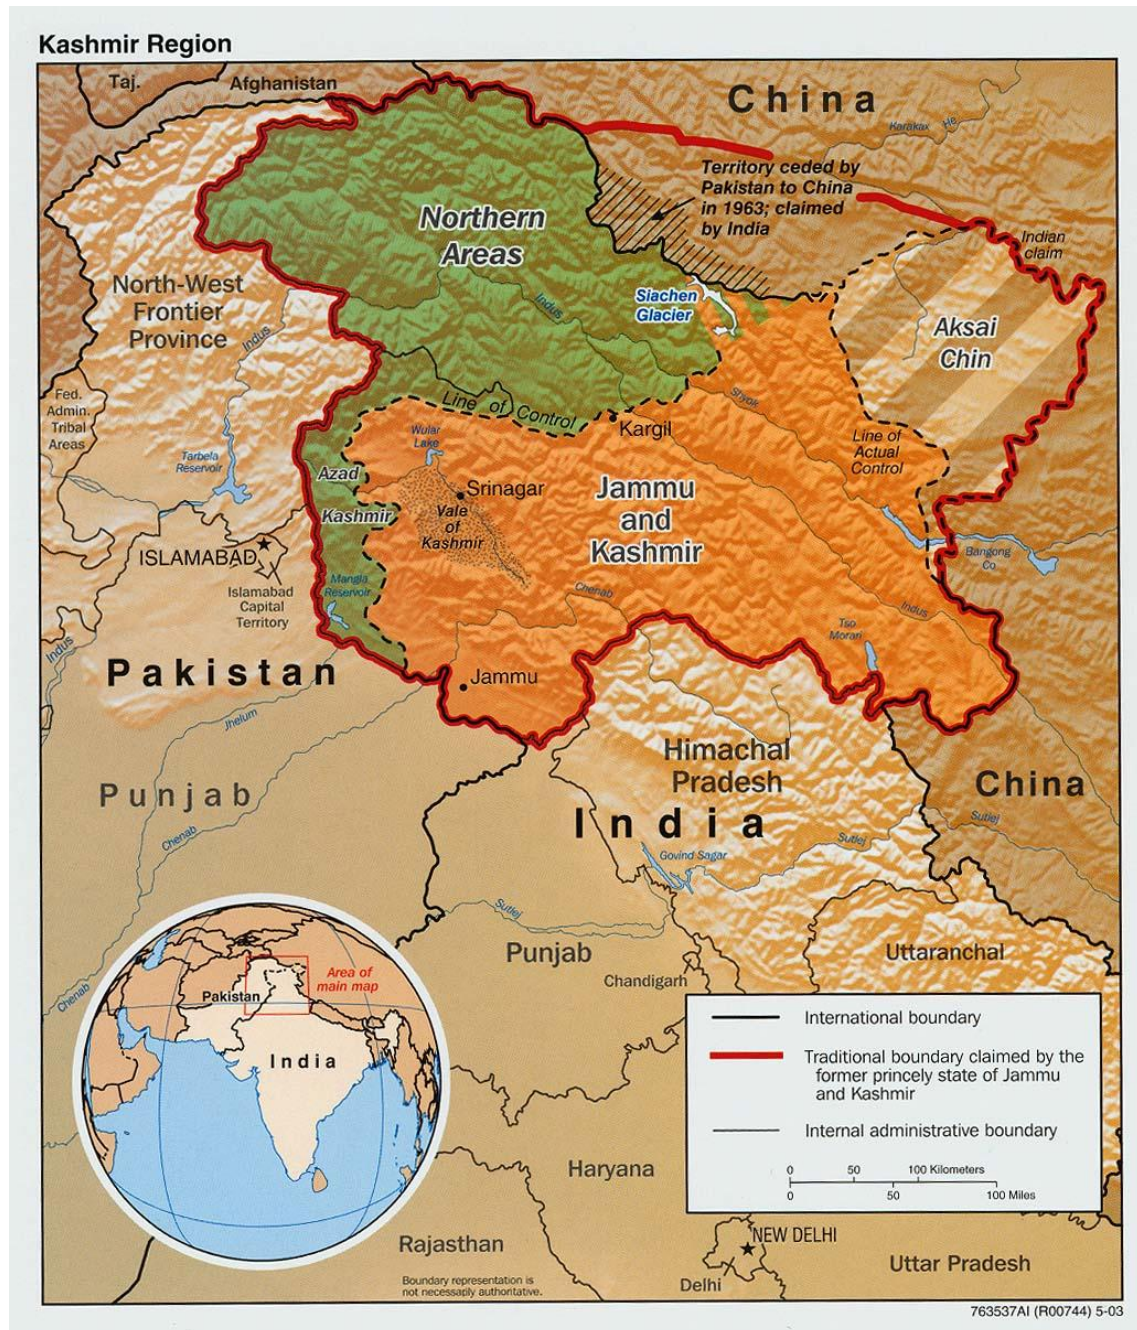 Kashmir Region
Taj.
Afghanistan
China
Karakax He
Territory ceded by
Pakistan to China
in 1963; claimed
by India
Northern
Areas
Indian
claim
North-West
Frontier
Province
Indus
Indus
Siachen
Glacier
Aksai
Chin
Fed.
Admin.
Tribal
Areas
Line of Control
Shyok
Kargil
Wular
Lake
Line of
Actual
Control
Tarbela
Reservoir
Azad
Kashmir
Srinagar
Vale
of
Kashmir
Jammu
and
Kashmir
ISLAMABAD
Islamabad
Capital
Territory
Mangla
Reservoir
Bangong
Co
Chenab
Indus
Tso
Morari
Indus
Pakistan
Jammu
Jhelum
Himachal
Pradesh
China
Punjab
India
Sutlej
Chenab
Sutlej
Govind Sagar
Sutlej
Punjab
Uttaranchal
Chandigarh
Chenab
Area of
main map
Pakistan
India
International boundary
Traditional boundary claimed by the
former princely state of Jammu
and Kashmir
Internal administrative boundary
0 50 100 Kilometers
0 50 100 Miles
Haryana
Rajasthan
NEW DELHI
Delhi
Uttar Pradesh
Boundary representation is
not necessarily authoritative.
763537AI (R00744) 5-03